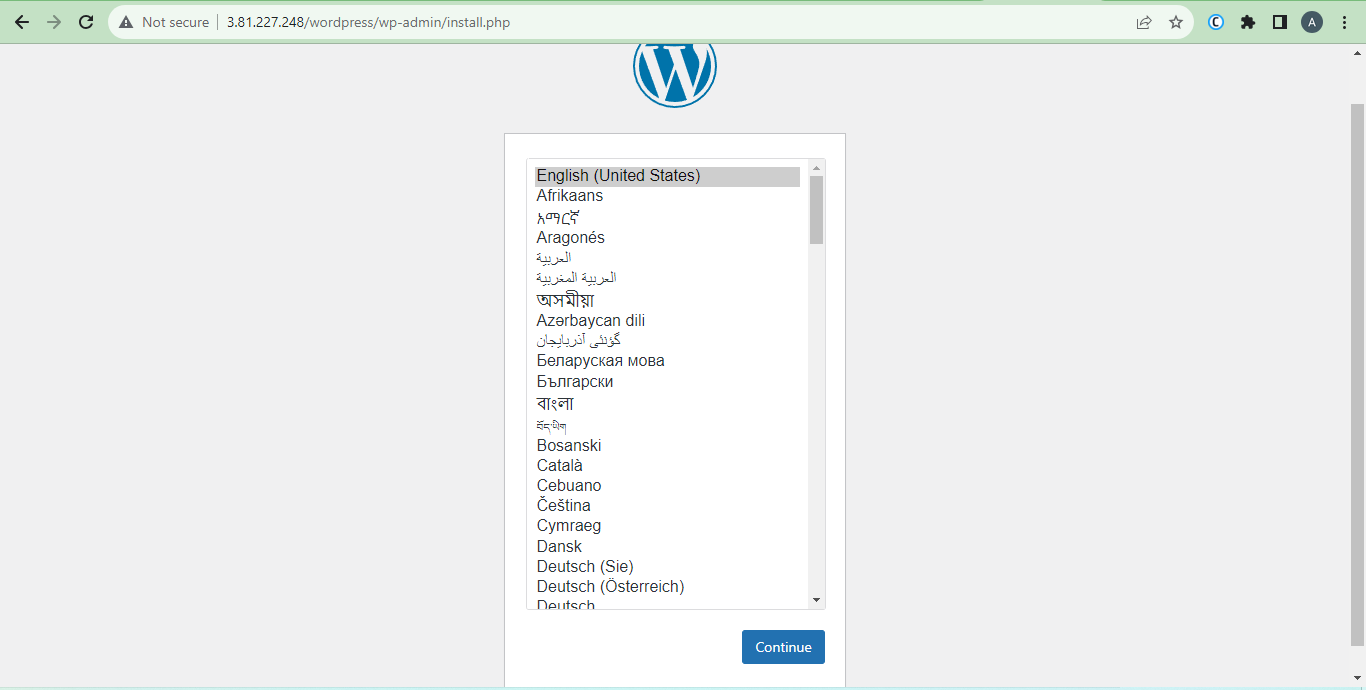 Not secure
3.81.227.248/wordpress/wp-admin/install.php
A
English (United States)
Afrikaans
አማርኛ
Aragonés
العربية
العربية المغربية
অসমীয়া
Azərbaycan dili
گؤنئی آذربایجان
Беларуская мова
Български
বাংলা
བོད་ཡིག
Bosanski
Català
Cebuano
Čeština
Cymraeg
Dansk
Deutsch (Sie)
Deutsch (Österreich)
Deutsch
Continue